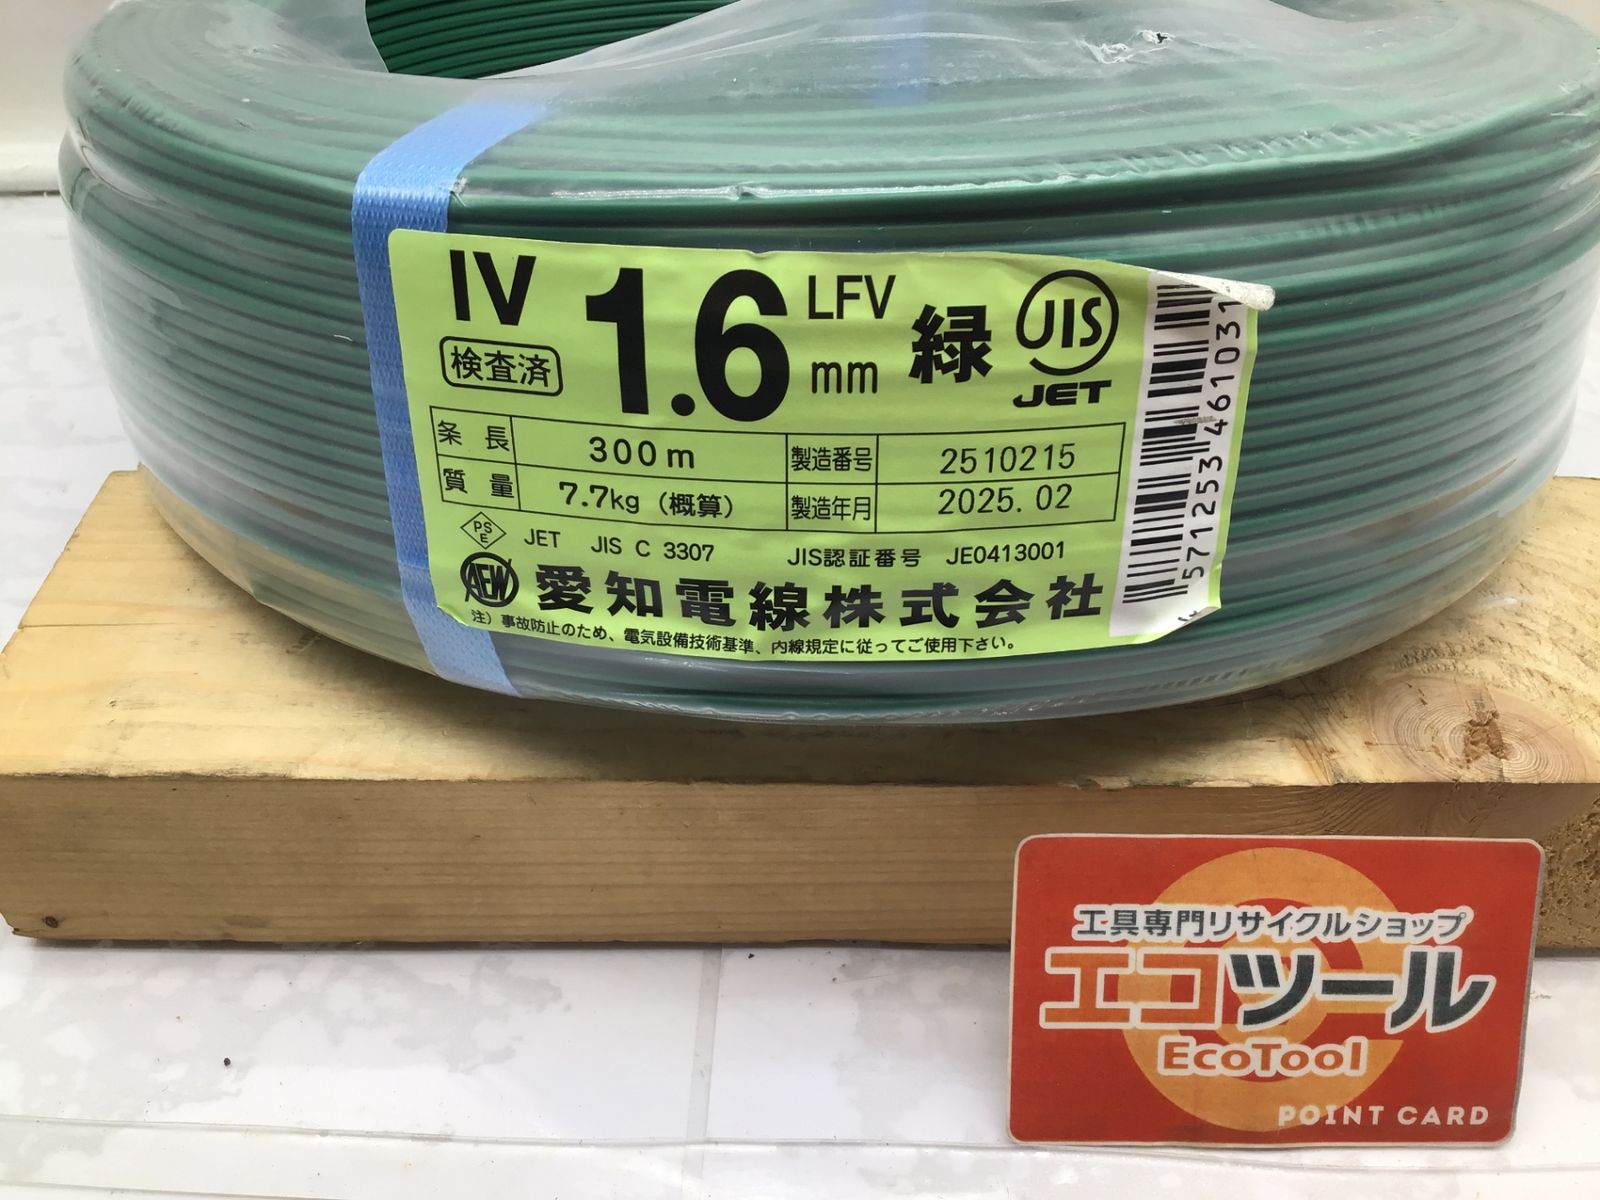 IV 1.6 mm LFV 緑 JIS
検査済 JET
条長 300m 製造番号 2510215
質量 7.7kg (概算) 製造年月 2025.02
PSE JET JIS C 3307 JIS認証番号 JE0413001
AEW 愛知電線株式会社
注) 事故防止のため、電気設備技術基準、内線規定に従ってご使用下さい。
571253 461031
工具専門リサイクルショップ
エコツール
EcoTool
POINT CARD